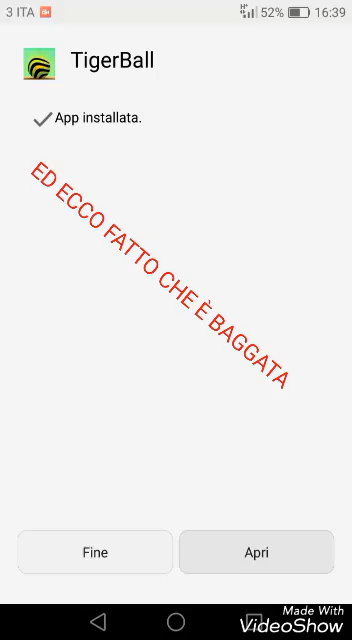 3 ITA
H+
52%
16:39
TigerBall
App installata.
ED ECCO FATTO CHE È BAGGATA
Fine
Apri
Made With
VideoShow